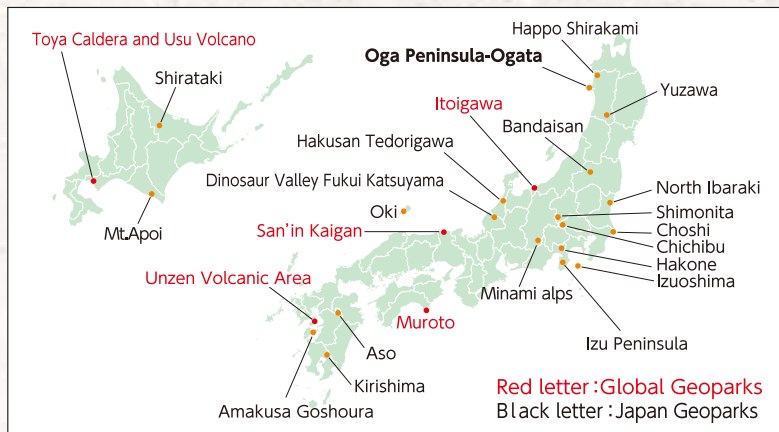 Toya Caldera and Usu Volcano
Shirataki
Mt.Apoi
Happo Shirakami
Oga Peninsula-Ogata
Yuzawa
Itoigawa
Bandaisan
Hakusan Tedorigawa
Dinosaur Valley Fukui Katsuyama
Oki
San'in Kaigan
North Ibaraki
Shimonita
Choshi
Chichibu
Hakone
Izuoshima
Minami alps
Izu Peninsula
Unzen Volcanic Area
Muroto
Aso
Kirishima
Amakusa Goshoura
Red letter:Global Geoparks
Black letter:Japan Geoparks